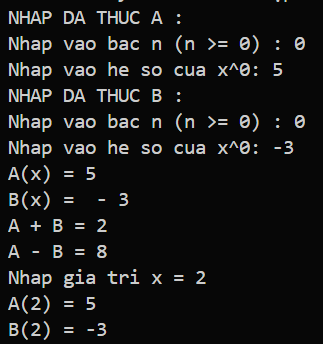 NHAP DA THUC A :
Nhap vao bac n (n >= 0) : 0
Nhap vao he so cua x^0: 5
NHAP DA THUC B :
Nhap vao bac n (n >= 0) : 0
Nhap vao he so cua x^0: -3
A(x) = 5
B(x) =  - 3
A + B = 2
A - B = 8
Nhap gia tri x = 2
A(2) = 5
B(2) = -3